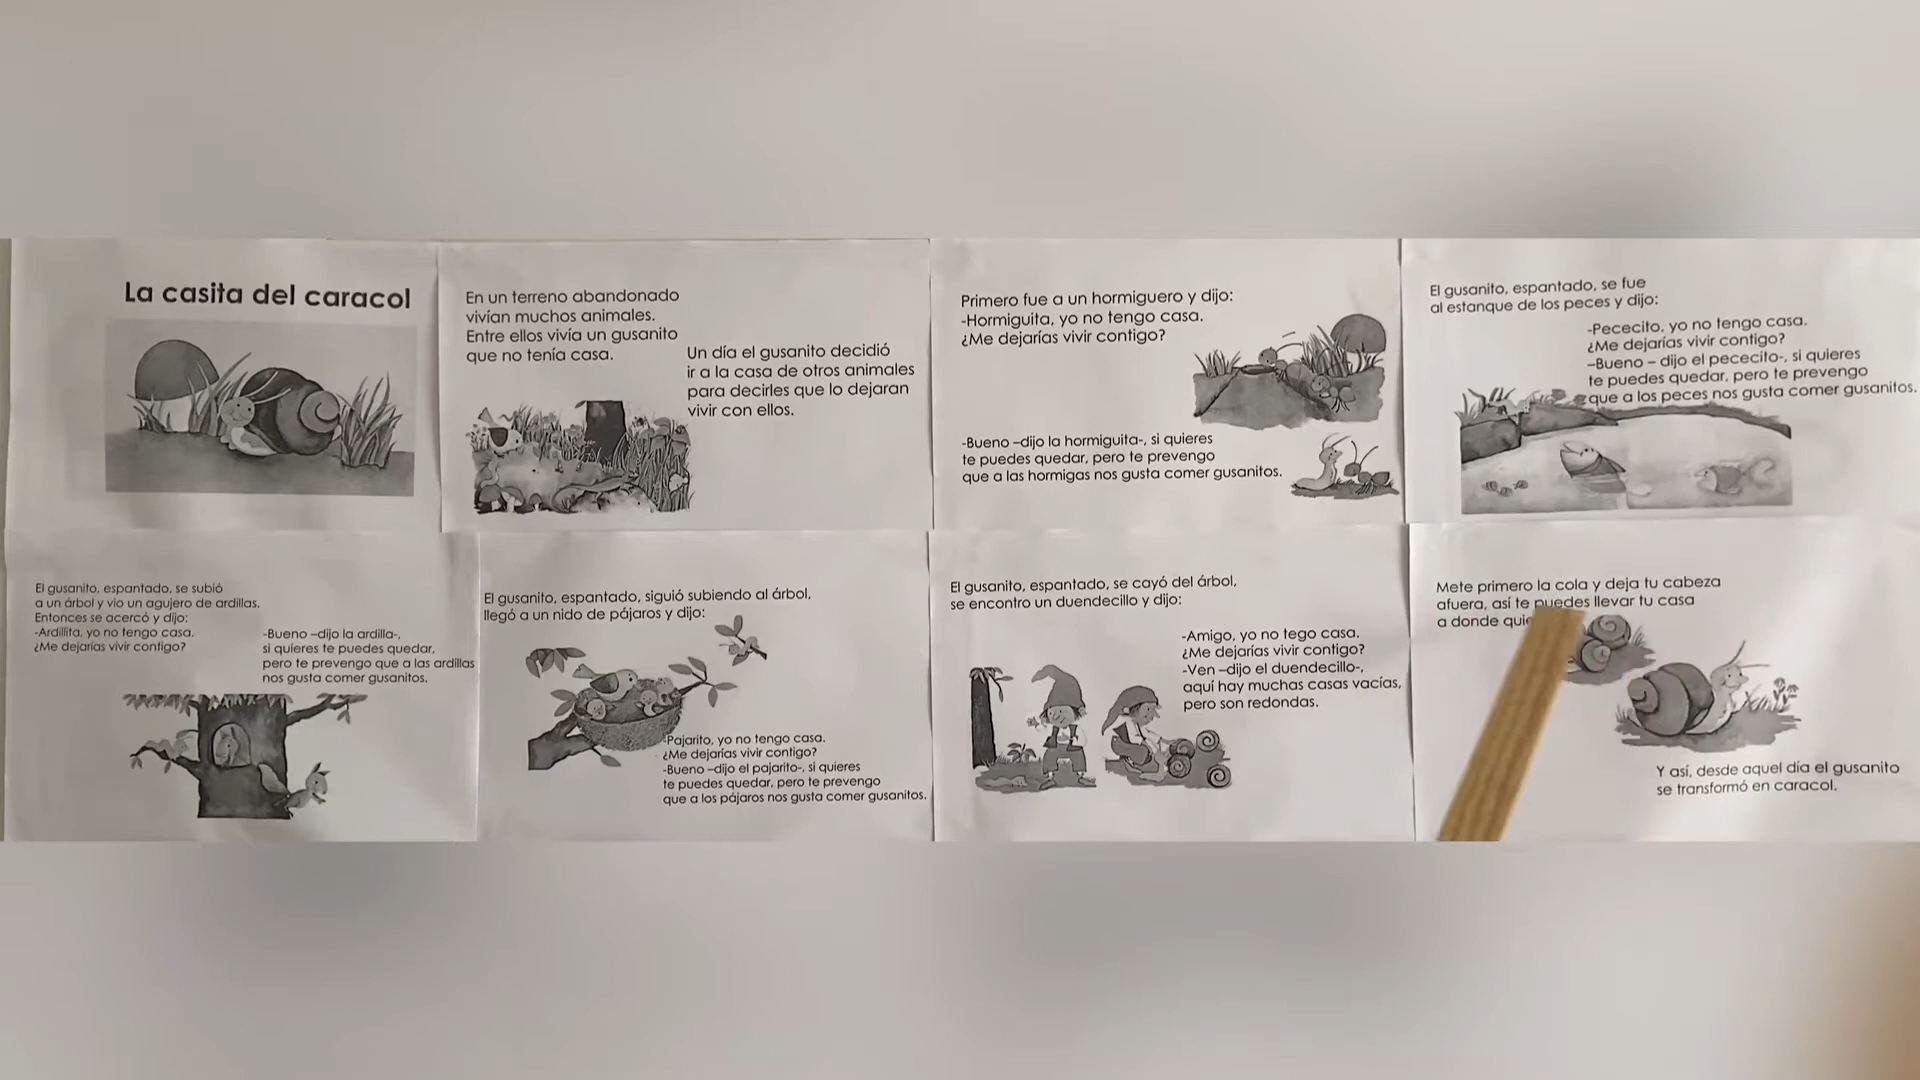 La casita del caracol
En un terreno abandonado
vivían muchos animales.
Entre ellos vivía un gusanito
que no tenía casa.
Un día el gusanito decidió
ir a la casa de otros animales
para decirles que lo dejaran
vivir con ellos.
Primero fue a un hormiguero y dijo:
-Hormiguita, yo no tengo casa.
¿Me dejarías vivir contigo?
-Bueno –dijo la hormiguita-, si quieres
te puedes quedar, pero te prevengo
que a las hormigas nos gusta comer gusanitos.
El gusanito, espantado, se fue
al estanque de los peces y dijo:
-Pececito, yo no tengo casa.
¿Me dejarías vivir contigo?
–Bueno – dijo el pececito-, si quieres
te puedes quedar, pero te prevengo
que a los peces nos gusta comer gusanitos.
El gusanito, espantado, se subió
a un árbol y vio un agujero de ardillas.
Entonces se acercó y dijo:
-Ardillita, yo no tengo casa.
¿Me dejarías vivir contigo?
-Bueno –dijo la ardilla-,
si quieres te puedes quedar,
pero te prevengo que a las ardillas
nos gusta comer gusanitos.
El gusanito, espantado, siguió subiendo al árbol,
llegó a un nido de pájaros y dijo:
-Pajarito, yo no tengo casa.
¿Me dejarías vivir contigo?
-Bueno –dijo el pajarito-, si quieres
te puedes quedar, pero te prevengo
que a los pájaros nos gusta comer gusanitos.
El gusanito, espantado, se cayó del árbol,
se encontro un duendecillo y dijo:
-Amigo, yo no tego casa.
¿Me dejarías vivir contigo?
-Ven –dijo el duendecillo-,
aquí hay muchas casas vacías,
pero son redondas.
Mete primero la cola y deja tu cabeza
afuera, así te puedes llevar tu casa
a donde
Y así, desde aquel día el gusanito
se transformó en caracol.